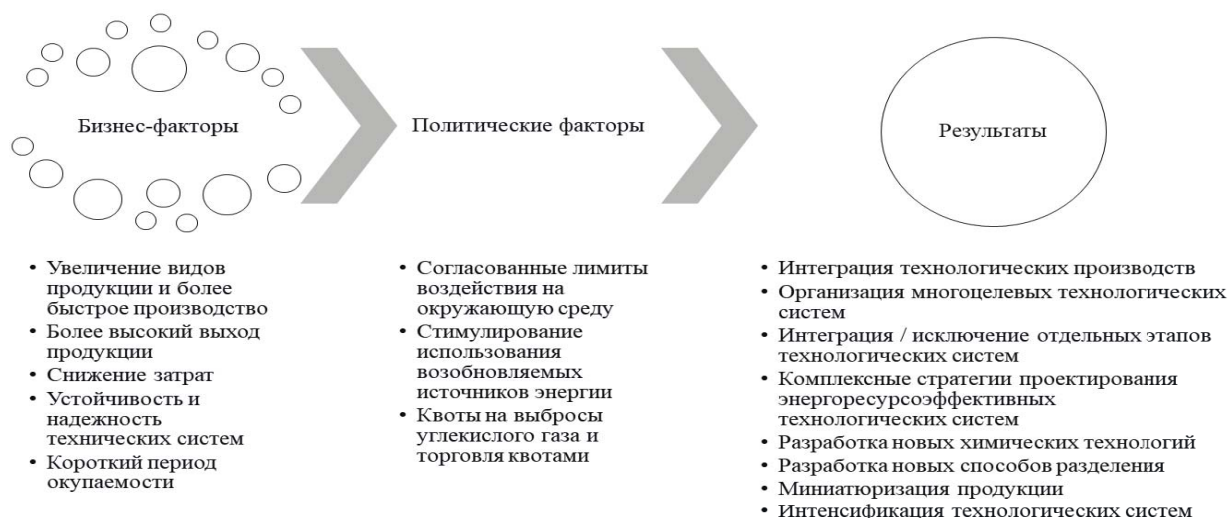 Бизнес-факторы
Политические факторы
Результаты
• Увеличение видов
продукции и более
быстрое производство
• Более высокий выход
продукции
• Снижение затрат
• Устойчивость и
надежность
технических систем
• Короткий период
окупаемости
• Согласованные лимиты
воздействия на
окружающую среду
• Стимулирование
использования
возобновляемых
источников энергии
• Квоты на выбросы
углекислого газа и
торговля квотами
• Интеграция технологических производств
• Организация многоцелевых технологических
систем
• Интеграция / исключение отдельных этапов
технологических систем
• Комплексные стратегии проектирования
энергоресурсоэффективных
технологических систем
• Разработка новых химических технологий
• Разработка новых способов разделения
• Миниатюризация продукции
• Интенсификация технологических систем